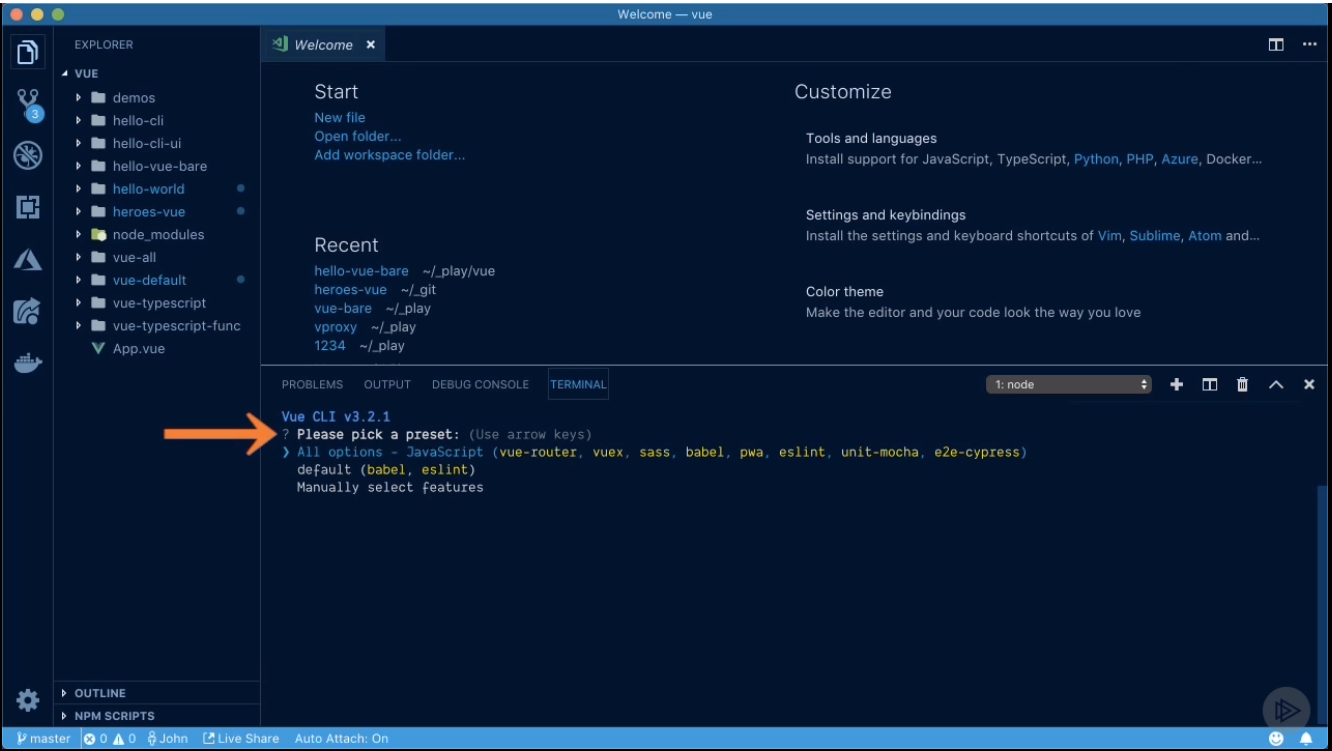 Welcome — vue
EXPLORER
VUE
demos
hello-cli
hello-cli-ui
hello-vue-bare
hello-world
heroes-vue
node_modules
vue-all
vue-default
vue-typescript
vue-typescript-func
App.vue
OUTLINE
NPM SCRIPTS
3
Welcome
Start
New file
Open folder...
Add workspace folder...
Recent
hello-vue-bare ~/_play/vue
heroes-vue ~/_git
vue-bare ~/_play
vproxy ~/_play
1234 ~/_play
Customize
Tools and languages
Install support for JavaScript, TypeScript, Python, PHP, Azure, Docker...
Settings and keybindings
Install the settings and keyboard shortcuts of Vim, Sublime, Atom and...
Color theme
Make the editor and your code look the way you love
PROBLEMS OUTPUT DEBUG CONSOLE TERMINAL 1: node
Vue CLI v3.2.1
? Please pick a preset: (Use arrow keys)
❯ All options - JavaScript (vue-router, vuex, sass, babel, pwa, eslint, unit-mocha, e2e-cypress)
default (babel, eslint)
Manually select features
master 0 0 John Live Share Auto Attach: On